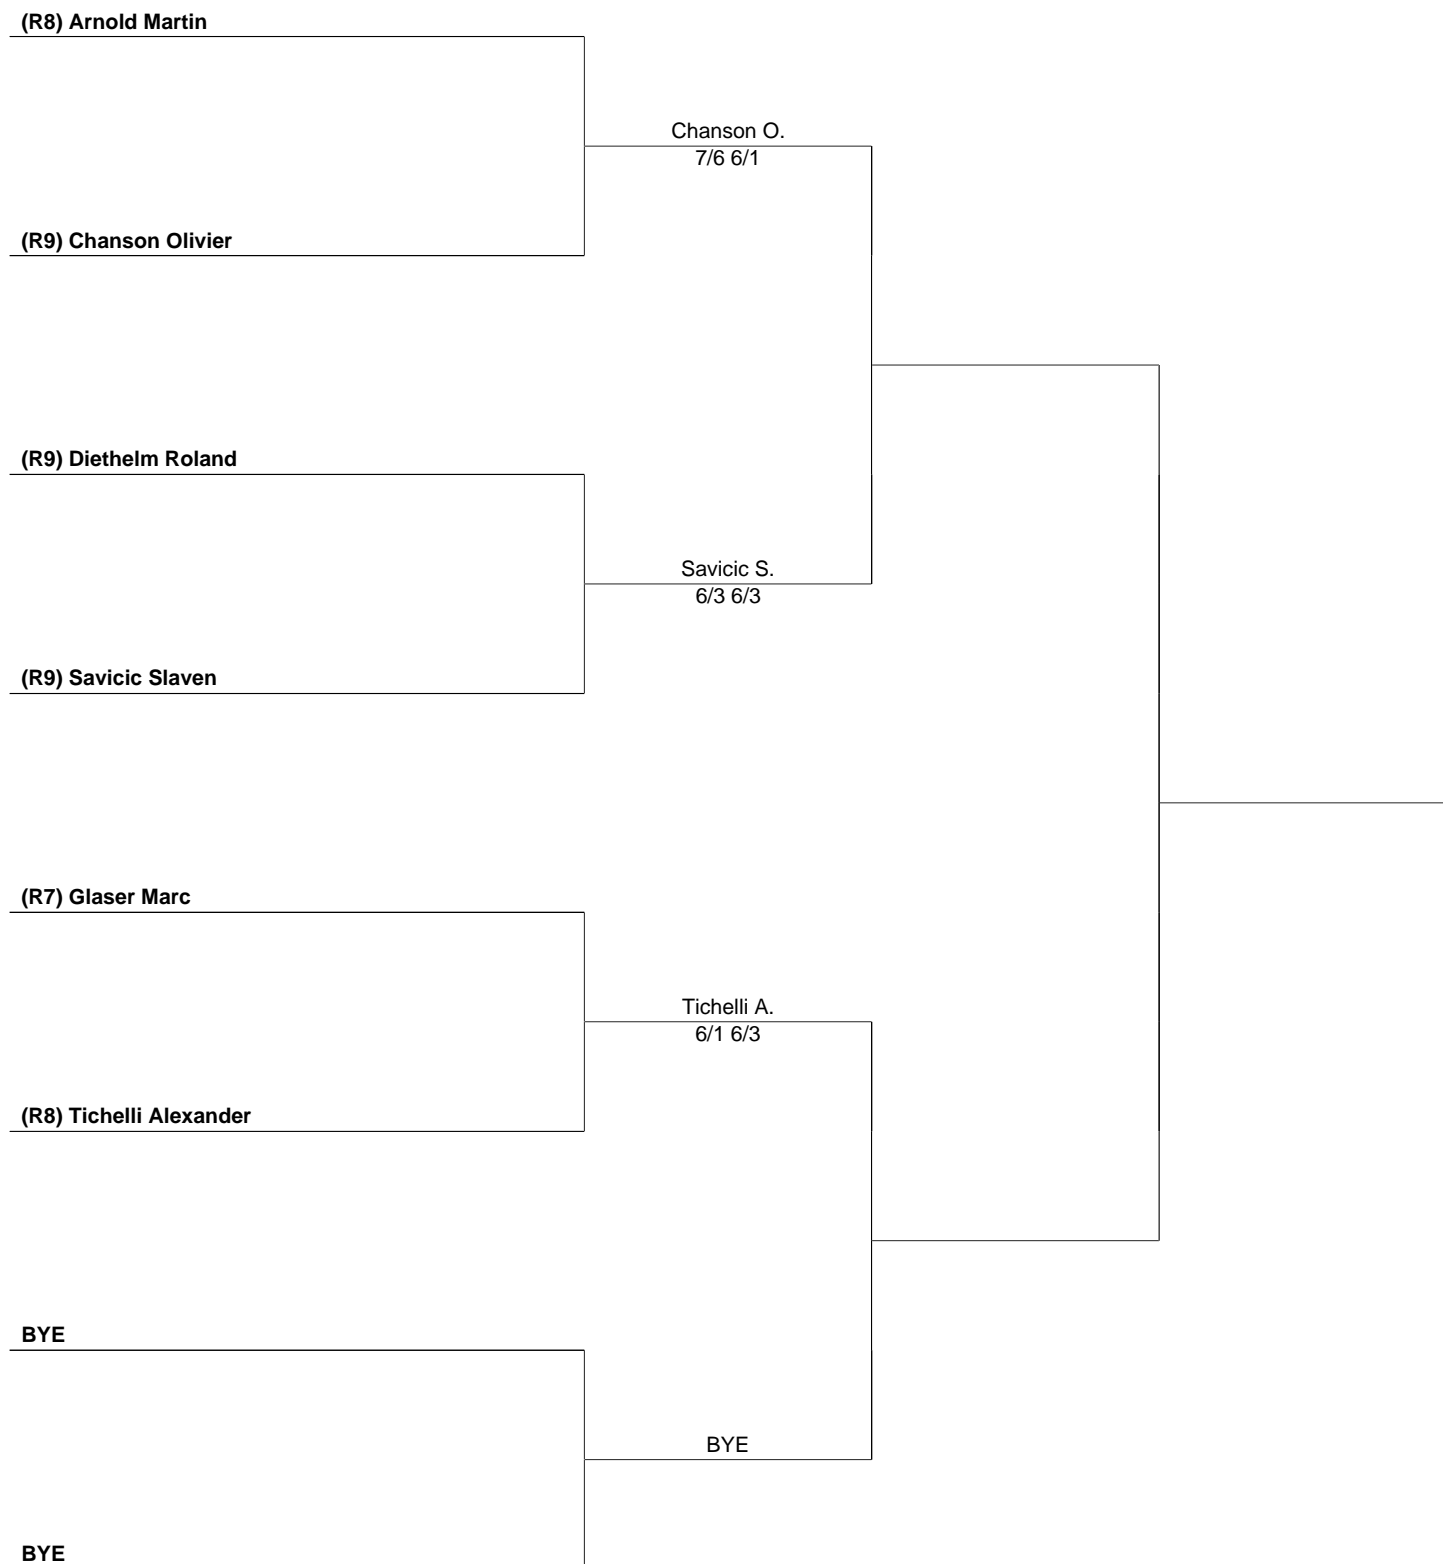 (R8) Arnold Martin
Chanson O.
7/6 6/1
(R9) Chanson Olivier
(R9) Diethelm Roland
Savicic S.
6/3 6/3
(R9) Savicic Slaven
(R7) Glaser Marc
Tichelli A.
6/1 6/3
(R8) Tichelli Alexander
BYE
BYE
BYE